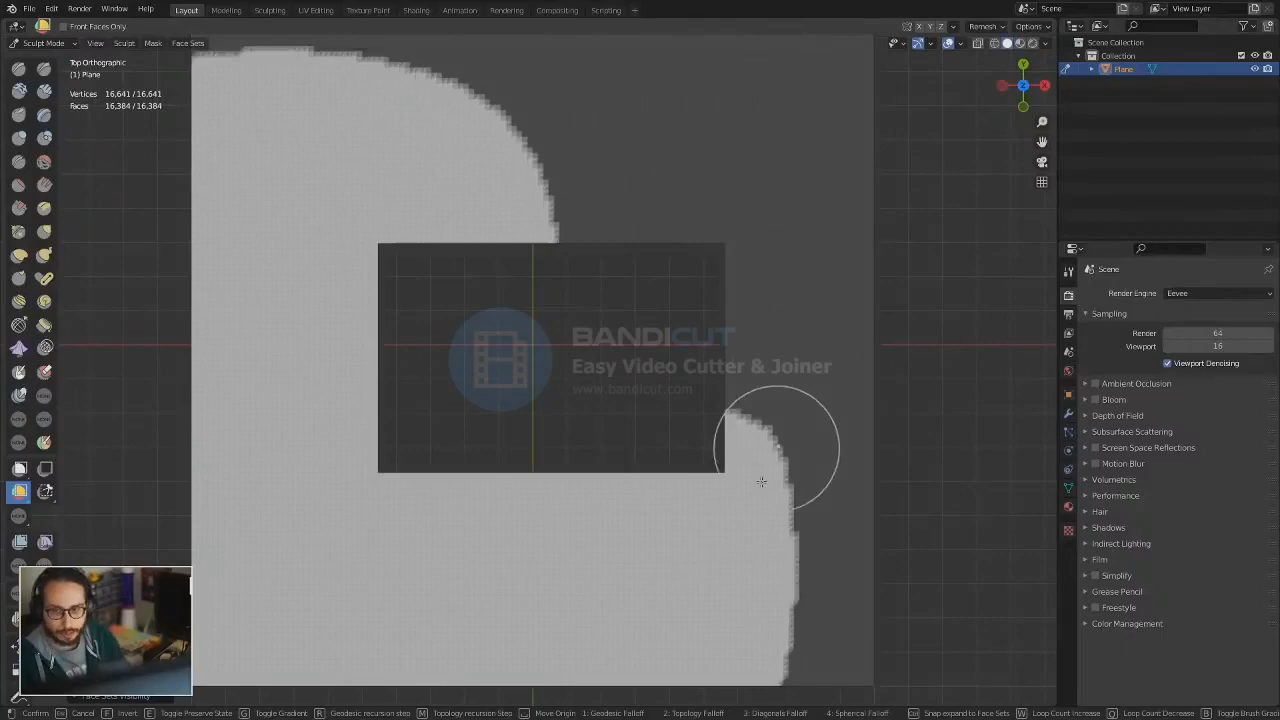 File Edit Render Window Help Layout Modeling Sculpting UV Editing Texture Paint Shading Animation Rendering Compositing Scripting + Scene View Layer
Front Faces Only X Y Z Remesh Options
Sculpt Mode View Sculpt Mask Face Sets
Scene Collection
Collection
Plane
Top Orthographic
(1) Plane
Vertices 16,641 / 16,641
Faces 16,384 / 16,384
Y
Z X
Scene
Render Engine Eevee
Sampling
Render 64
Viewport 16
Viewport Denoising
Ambient Occlusion
Bloom
Depth of Field
Subsurface Scattering
Screen Space Reflections
Motion Blur
Volumetrics
Performance
Hair
Shadows
Indirect Lighting
Film
Simplify
Grease Pencil
Freestyle
Color Management
BANDICUT
Easy Video Cutter & Joiner
www.bandicut.com
Face Sets Visibility
Confirm Esc Cancel F Invert E Toggle Preserve State G Toggle Gradient R Geodesic recursion step M Topology recursion Step Move Origin 1: Geodesic Falloff 2: Topology Falloff 3: Diagonals Falloff 4: Spherical Falloff Ctrl Snap expand to Face Sets W Loop Count Increase Q Loop Count Decrease B Toggle Brush Grad